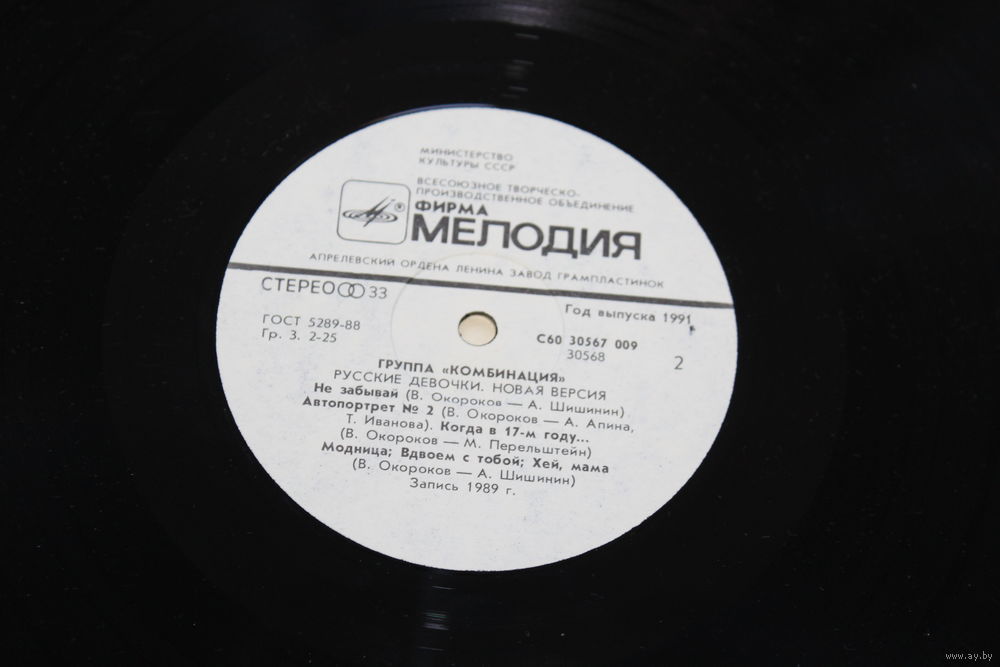 МИНИСТЕРСТВО
КУЛЬТУРЫ СССР
ВСЕСОЮЗНОЕ ТВОРЧЕСКО-
ПРОИЗВОДСТВЕННОЕ ОБЪЕДИНЕНИЕ
®
ФИРМА
МЕЛОДИЯ
АПРЕЛЕВСКИЙ ОРДЕНА ЛЕНИНА ЗАВОД ГРАМПЛАСТИНОК
СТЕРЕО 33
Год выпуска 1991
ГОСТ 5289-88
Гр. 3. 2-25
С60 30567 009
30568
2
ГРУППА «КОМБИНАЦИЯ»
РУССКИЕ ДЕВОЧКИ. НОВАЯ ВЕРСИЯ
Не забывай (В. Окороков — А. Шишинин).
Автопортрет № 2 (В. Окороков — А. Апина,
Т. Иванова). Когда в 17-м году...
(В. Окороков — М. Перельштейн)
Модница; Вдвоем с тобой; Хей, мама
(В. Окороков — А. Шишинин)
Запись 1989 г.
www.ay.by